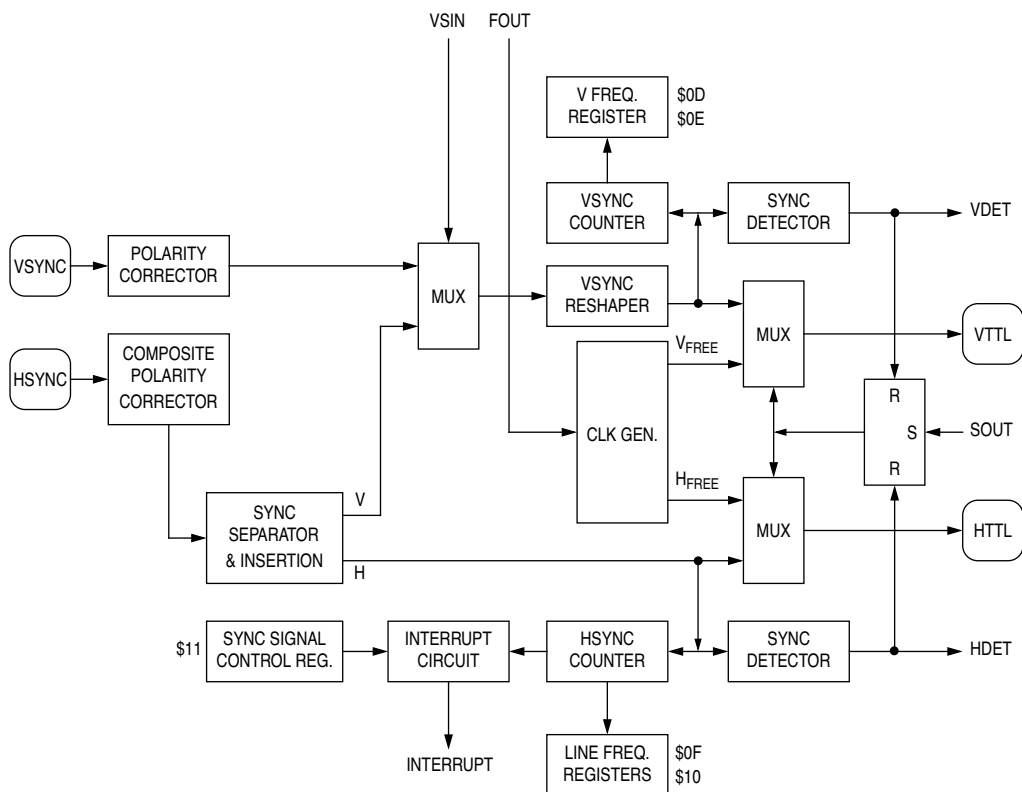 VSIN
FOUT
V FREQ.
REGISTER
$0D
$0E
VSYNC
COUNTER
SYNC
DETECTOR
VDET
VSYNC
POLARITY
CORRECTOR
MUX
VSYNC
RESHAPER
MUX
VTTL
HSYNC
COMPOSITE
POLARITY
CORRECTOR
VFREE
CLK GEN.
R
S
R
SOUT
HFREE
V
SYNC
SEPARATOR
& INSERTION
H
MUX
HTTL
$11
SYNC SIGNAL
CONTROL REG.
INTERRUPT
CIRCUIT
HSYNC
COUNTER
SYNC
DETECTOR
HDET
INTERRUPT
LINE FREQ.
REGISTERS
$0F
$10